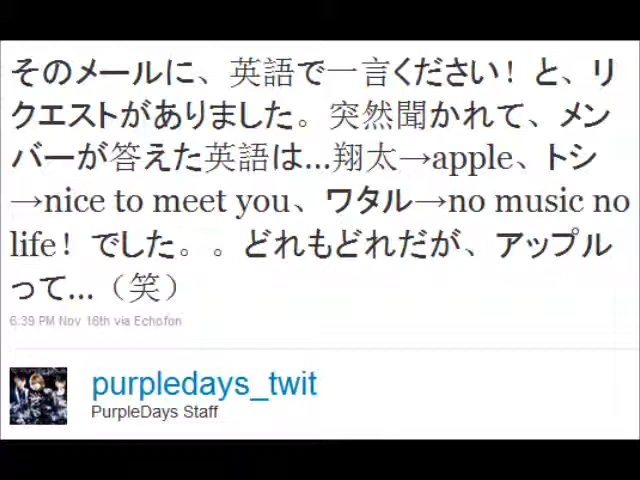 そのメールに、英語で一言ください！と、リ
クエストがありました。突然聞かれて、メン
バーが答えた英語は...翔太→apple、トシ
→nice to meet you、ワタル→no music no
life！でした。。どれもどれだが、アップル
って...（笑）
6:39 PM Nov 16th via Echofon
purpledays_twit
PurpleDays Staff